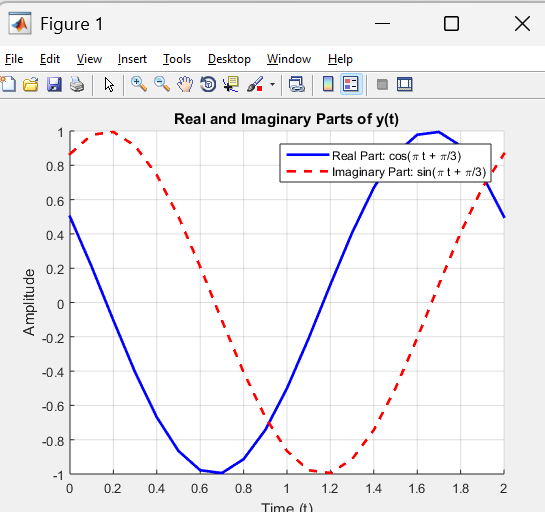 Figure 1
File Edit View Insert Tools Desktop Window Help
Real and Imaginary Parts of y(t)
Real Part: cos(π t + π/3)
Imaginary Part: sin(π t + π/3)
Amplitude
1
0.8
0.6
0.4
0.2
0
-0.2
-0.4
-0.6
-0.8
-1
0 0.2 0.4 0.6 0.8 1 1.2 1.4 1.6 1.8 2
Time (t)